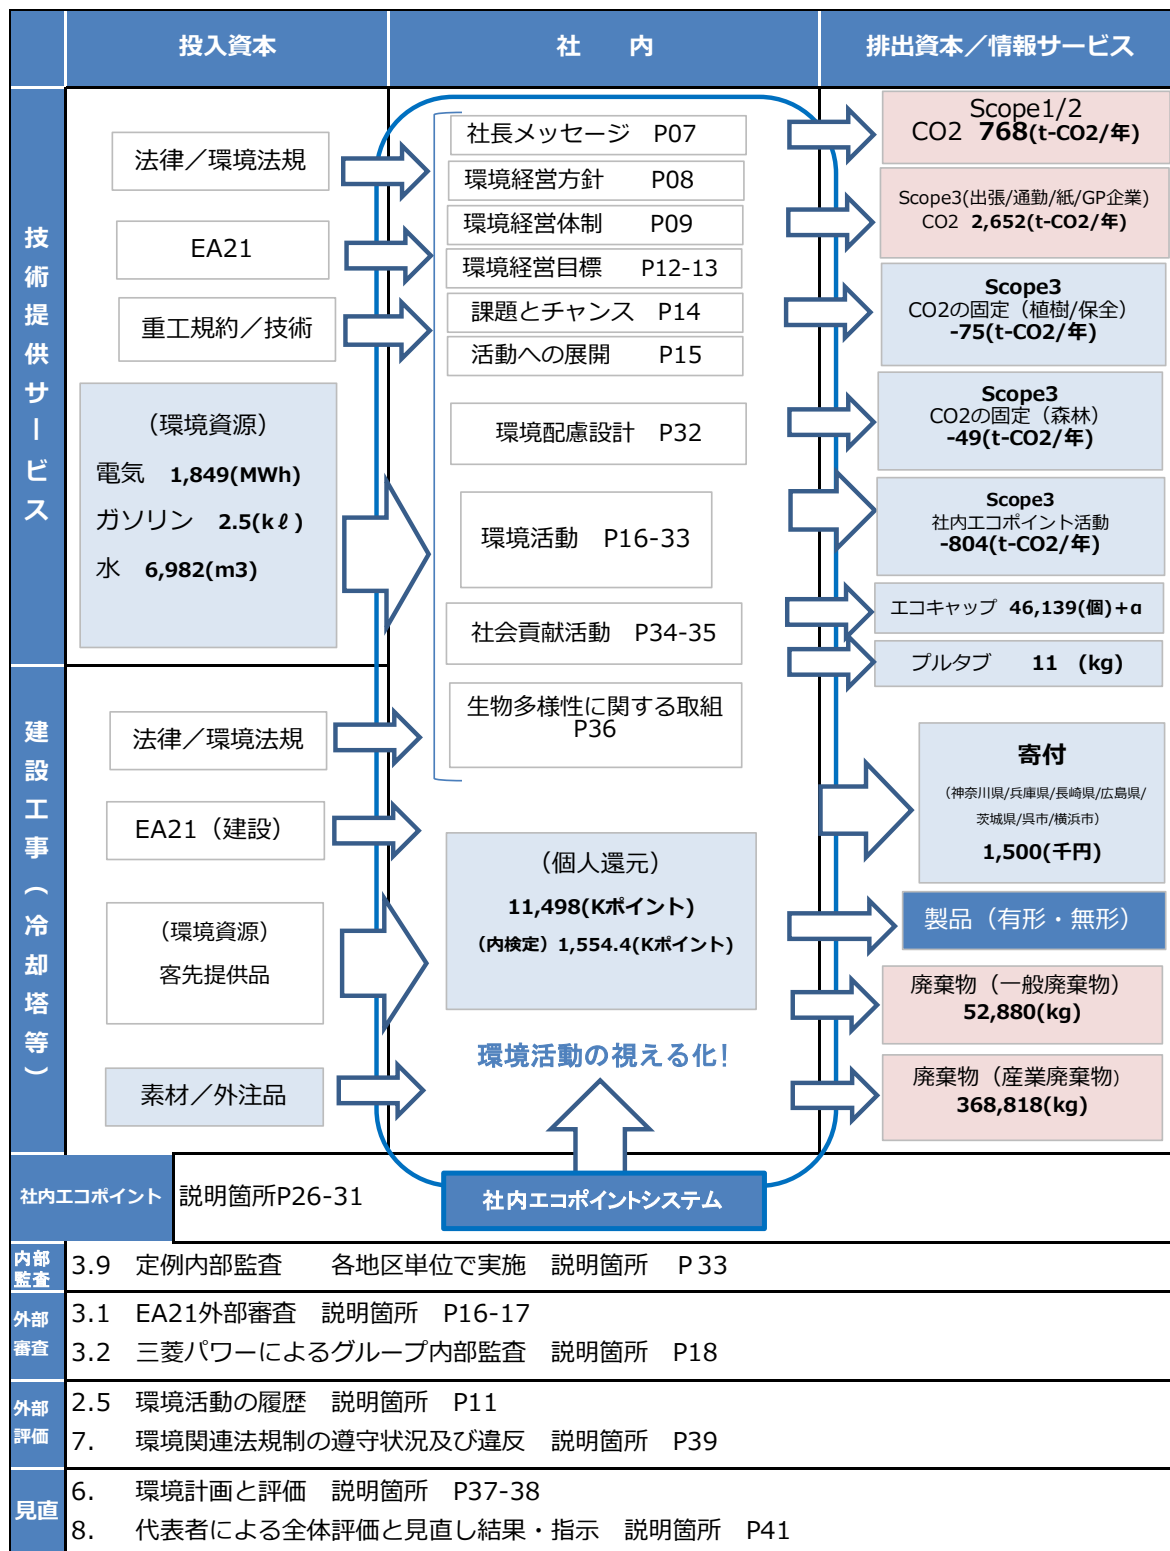 投入資本
社　内
排出資本／情報サービス
技術提供サービス
法律／環境法規
EA21
重工規約／技術
（環境資源）
電気　1,849(MWh)
ガソリン　2.5(kℓ)
水　6,982(m3)
社長メッセージ　P07
環境経営方針　P08
環境経営体制　P09
環境経営目標　P12-13
課題とチャンス　P14
活動への展開　P15
環境配慮設計　P32
環境活動　P16-33
社会貢献活動　P34-35
生物多様性に関する取組
P36
Scope1/2
CO2 768(t-CO2/年)
Scope3(出張/通勤/紙/GP企業)
CO2 2,652(t-CO2/年)
Scope3
CO2の固定（植樹/保全）
-75(t-CO2/年)
Scope3
CO2の固定（森林）
-49(t-CO2/年)
Scope3
社内エコポイント活動
-804(t-CO2/年)
エコキャップ 46,139(個)+α
プルタブ　11　(kg)
建設工事（冷却塔等）
法律／環境法規
EA21（建設）
（環境資源）
客先提供品
素材／外注品
（個人還元）
11,498(Kポイント)
（内検定）1,554.4(Kポイント)
環境活動の視える化！
寄付
（神奈川県/兵庫県/長崎県/広島県/
茨城県/呉市/横浜市）
1,500(千円)
製品（有形・無形）
廃棄物（一般廃棄物）
52,880(kg)
廃棄物（産業廃棄物）
368,818(kg)
社内エコポイント
説明箇所P26-31
社内エコポイントシステム
内部
監査
3.9　定例内部監査　　各地区単位で実施　説明箇所　P33
外部
審査
3.1　EA21外部審査　説明箇所　P16-17
3.2　三菱パワーによるグループ内部監査　説明箇所　P18
外部
評価
2.5　環境活動の履歴　説明箇所　P11
7.　環境関連法規制の遵守状況及び違反　説明箇所　P39
見直
6.　環境計画と評価　説明箇所　P37-38
8.　代表者による全体評価と見直し結果・指示　説明箇所　P41